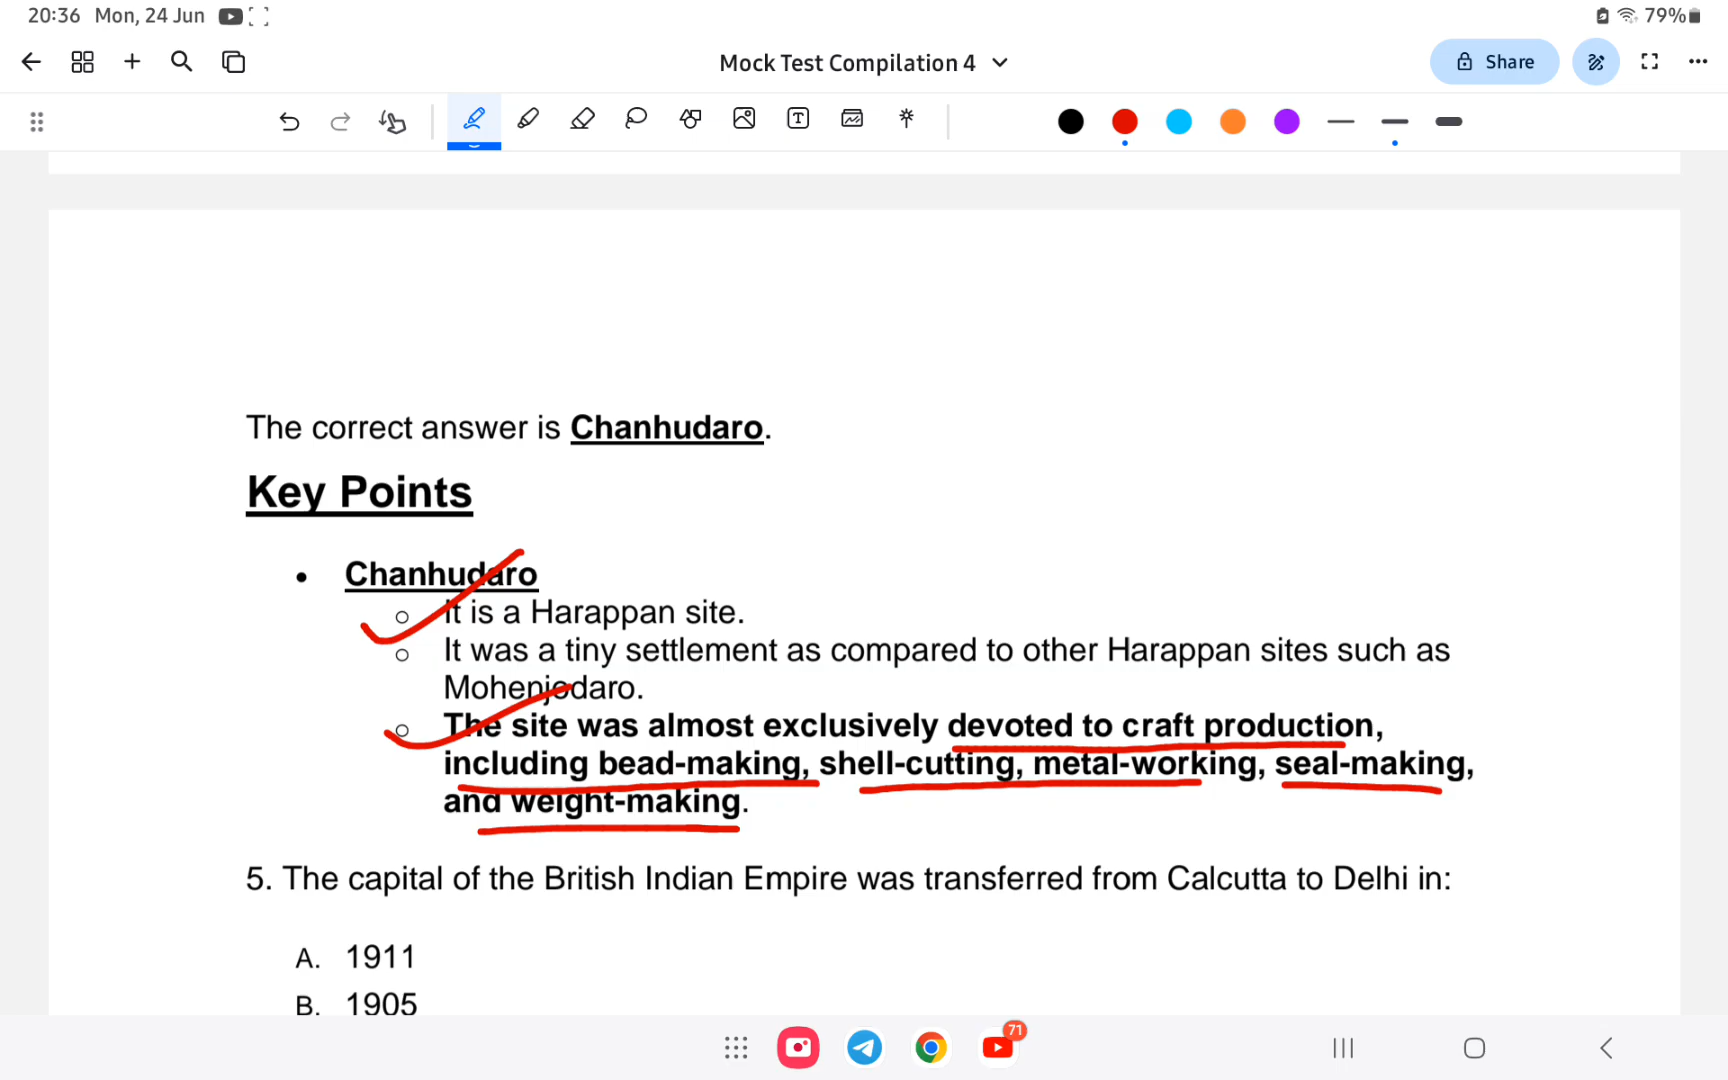 20:36 Mon, 24 Jun
79%
Mock Test Compilation 4
Share
The correct answer is Chanhudaro.
Key Points
• Chanhudaro
○ It is a Harappan site.
○ It was a tiny settlement as compared to other Harappan sites such as
Mohenjodaro.
○ The site was almost exclusively devoted to craft production,
including bead-making, shell-cutting, metal-working, seal-making,
and weight-making.
5. The capital of the British Indian Empire was transferred from Calcutta to Delhi in:
A. 1911
B. 1905
71